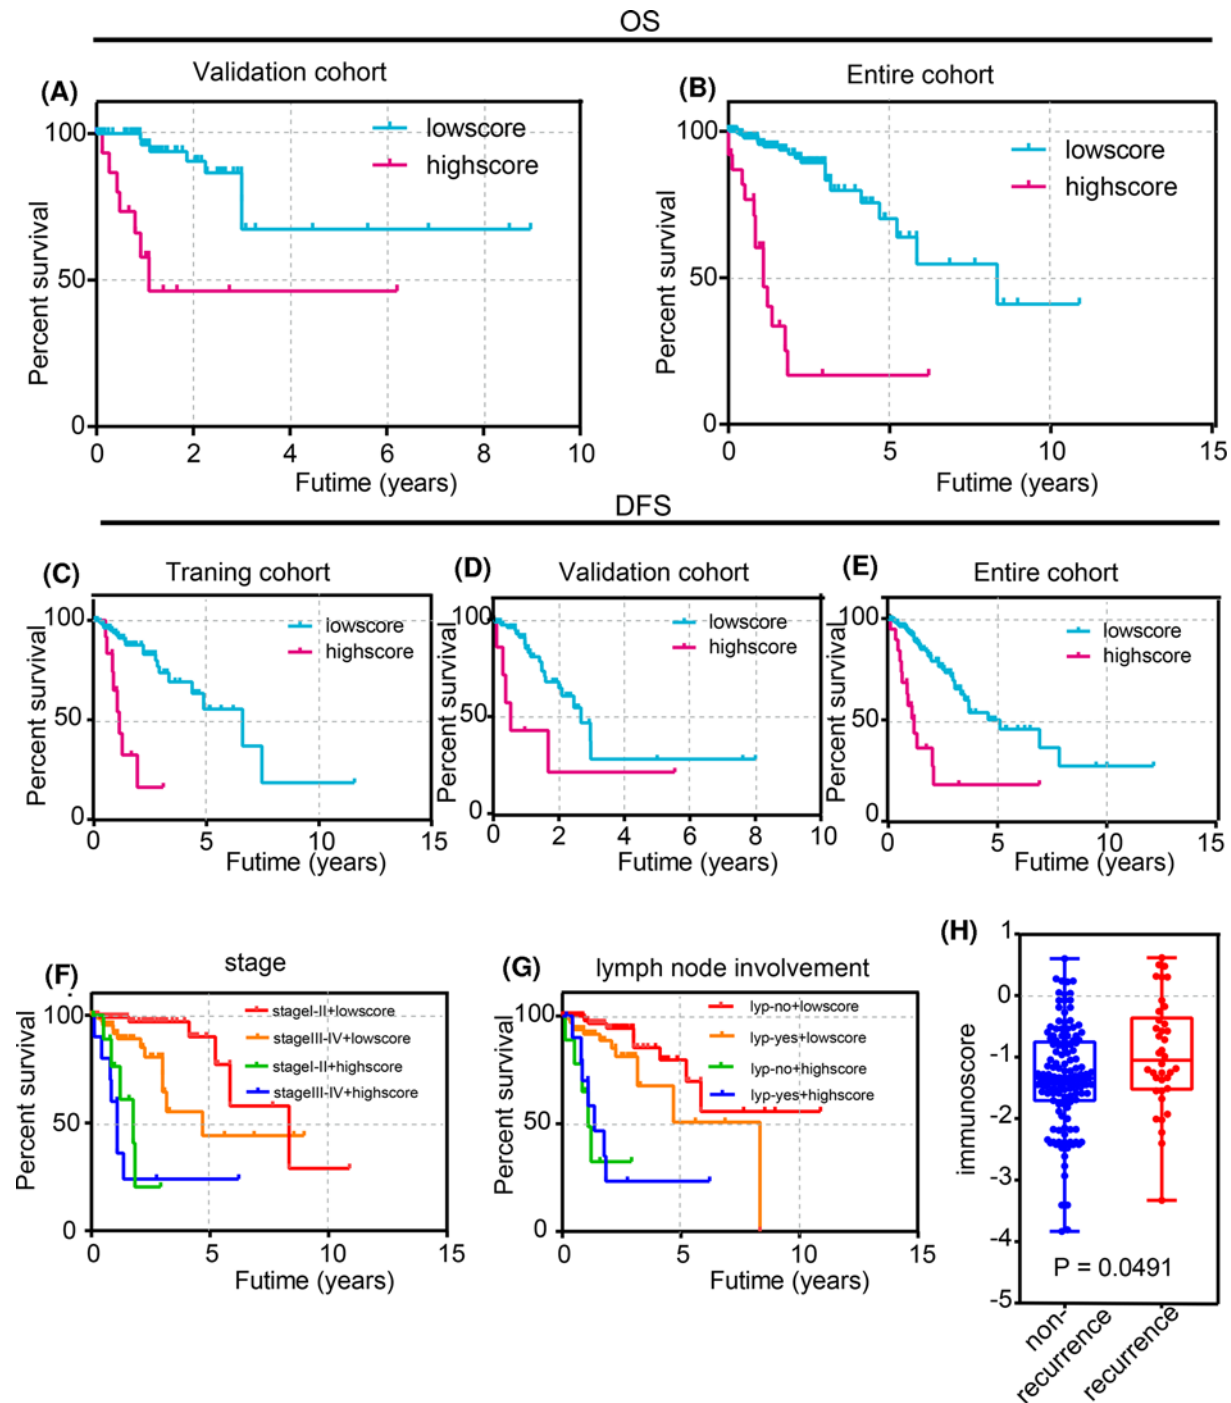 OS
(A)
Validation cohort
100
50
0
Percent survival
lowscore
highscore
0 2 4 6 8 10
Futime (years)
(B)
Entire cohort
100
50
0
Percent survival
lowscore
highscore
0 5 10 15
Futime (years)
DFS
(C)
Traning cohort
100
50
0
Percent survival
lowscore
highscore
0 5 10 15
Futime (years)
(D)
Validation cohort
100
50
0
Percent survival
lowscore
highscore
0 2 4 6 8 10
Futime (years)
(E)
Entire cohort
100
50
0
Percent survival
lowscore
highscore
0 5 10 15
Futime (years)
(F)
stage
100
50
0
Percent survival
stageI-II+lowscore
stageIII-IV+lowscore
stageI-II+highscore
stageIII-IV+highscore
0 5 10 15
Futime (years)
(G)
lymph node involvement
100
50
0
Percent survival
lyp-no+lowscore
lyp-yes+lowscore
lyp-no+highscore
lyp-yes+highscore
0 5 10 15
Futime (years)
(H)
1
0
-1
-2
-3
-4
-5
immunoscore
P = 0.0491
non-
recurrence
recurrence